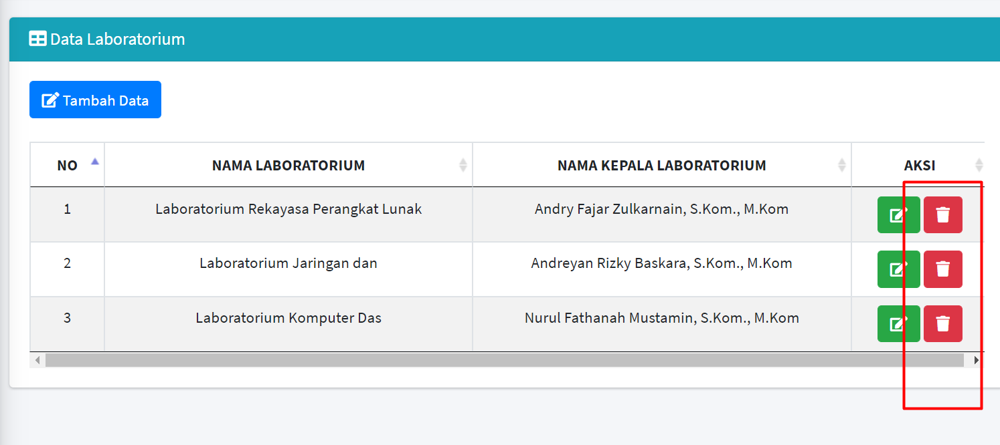 Data Laboratorium
Tambah Data
NO NAMA LABORATORIUM NAMA KEPALA LABORATORIUM AKSI
1 Laboratorium Rekayasa Perangkat Lunak Andry Fajar Zulkarnain, S.Kom., M.Kom
2 Laboratorium Jaringan dan Andreyan Rizky Baskara, S.Kom., M.Kom
3 Laboratorium Komputer Das Nurul Fathanah Mustamin, S.Kom., M.Kom